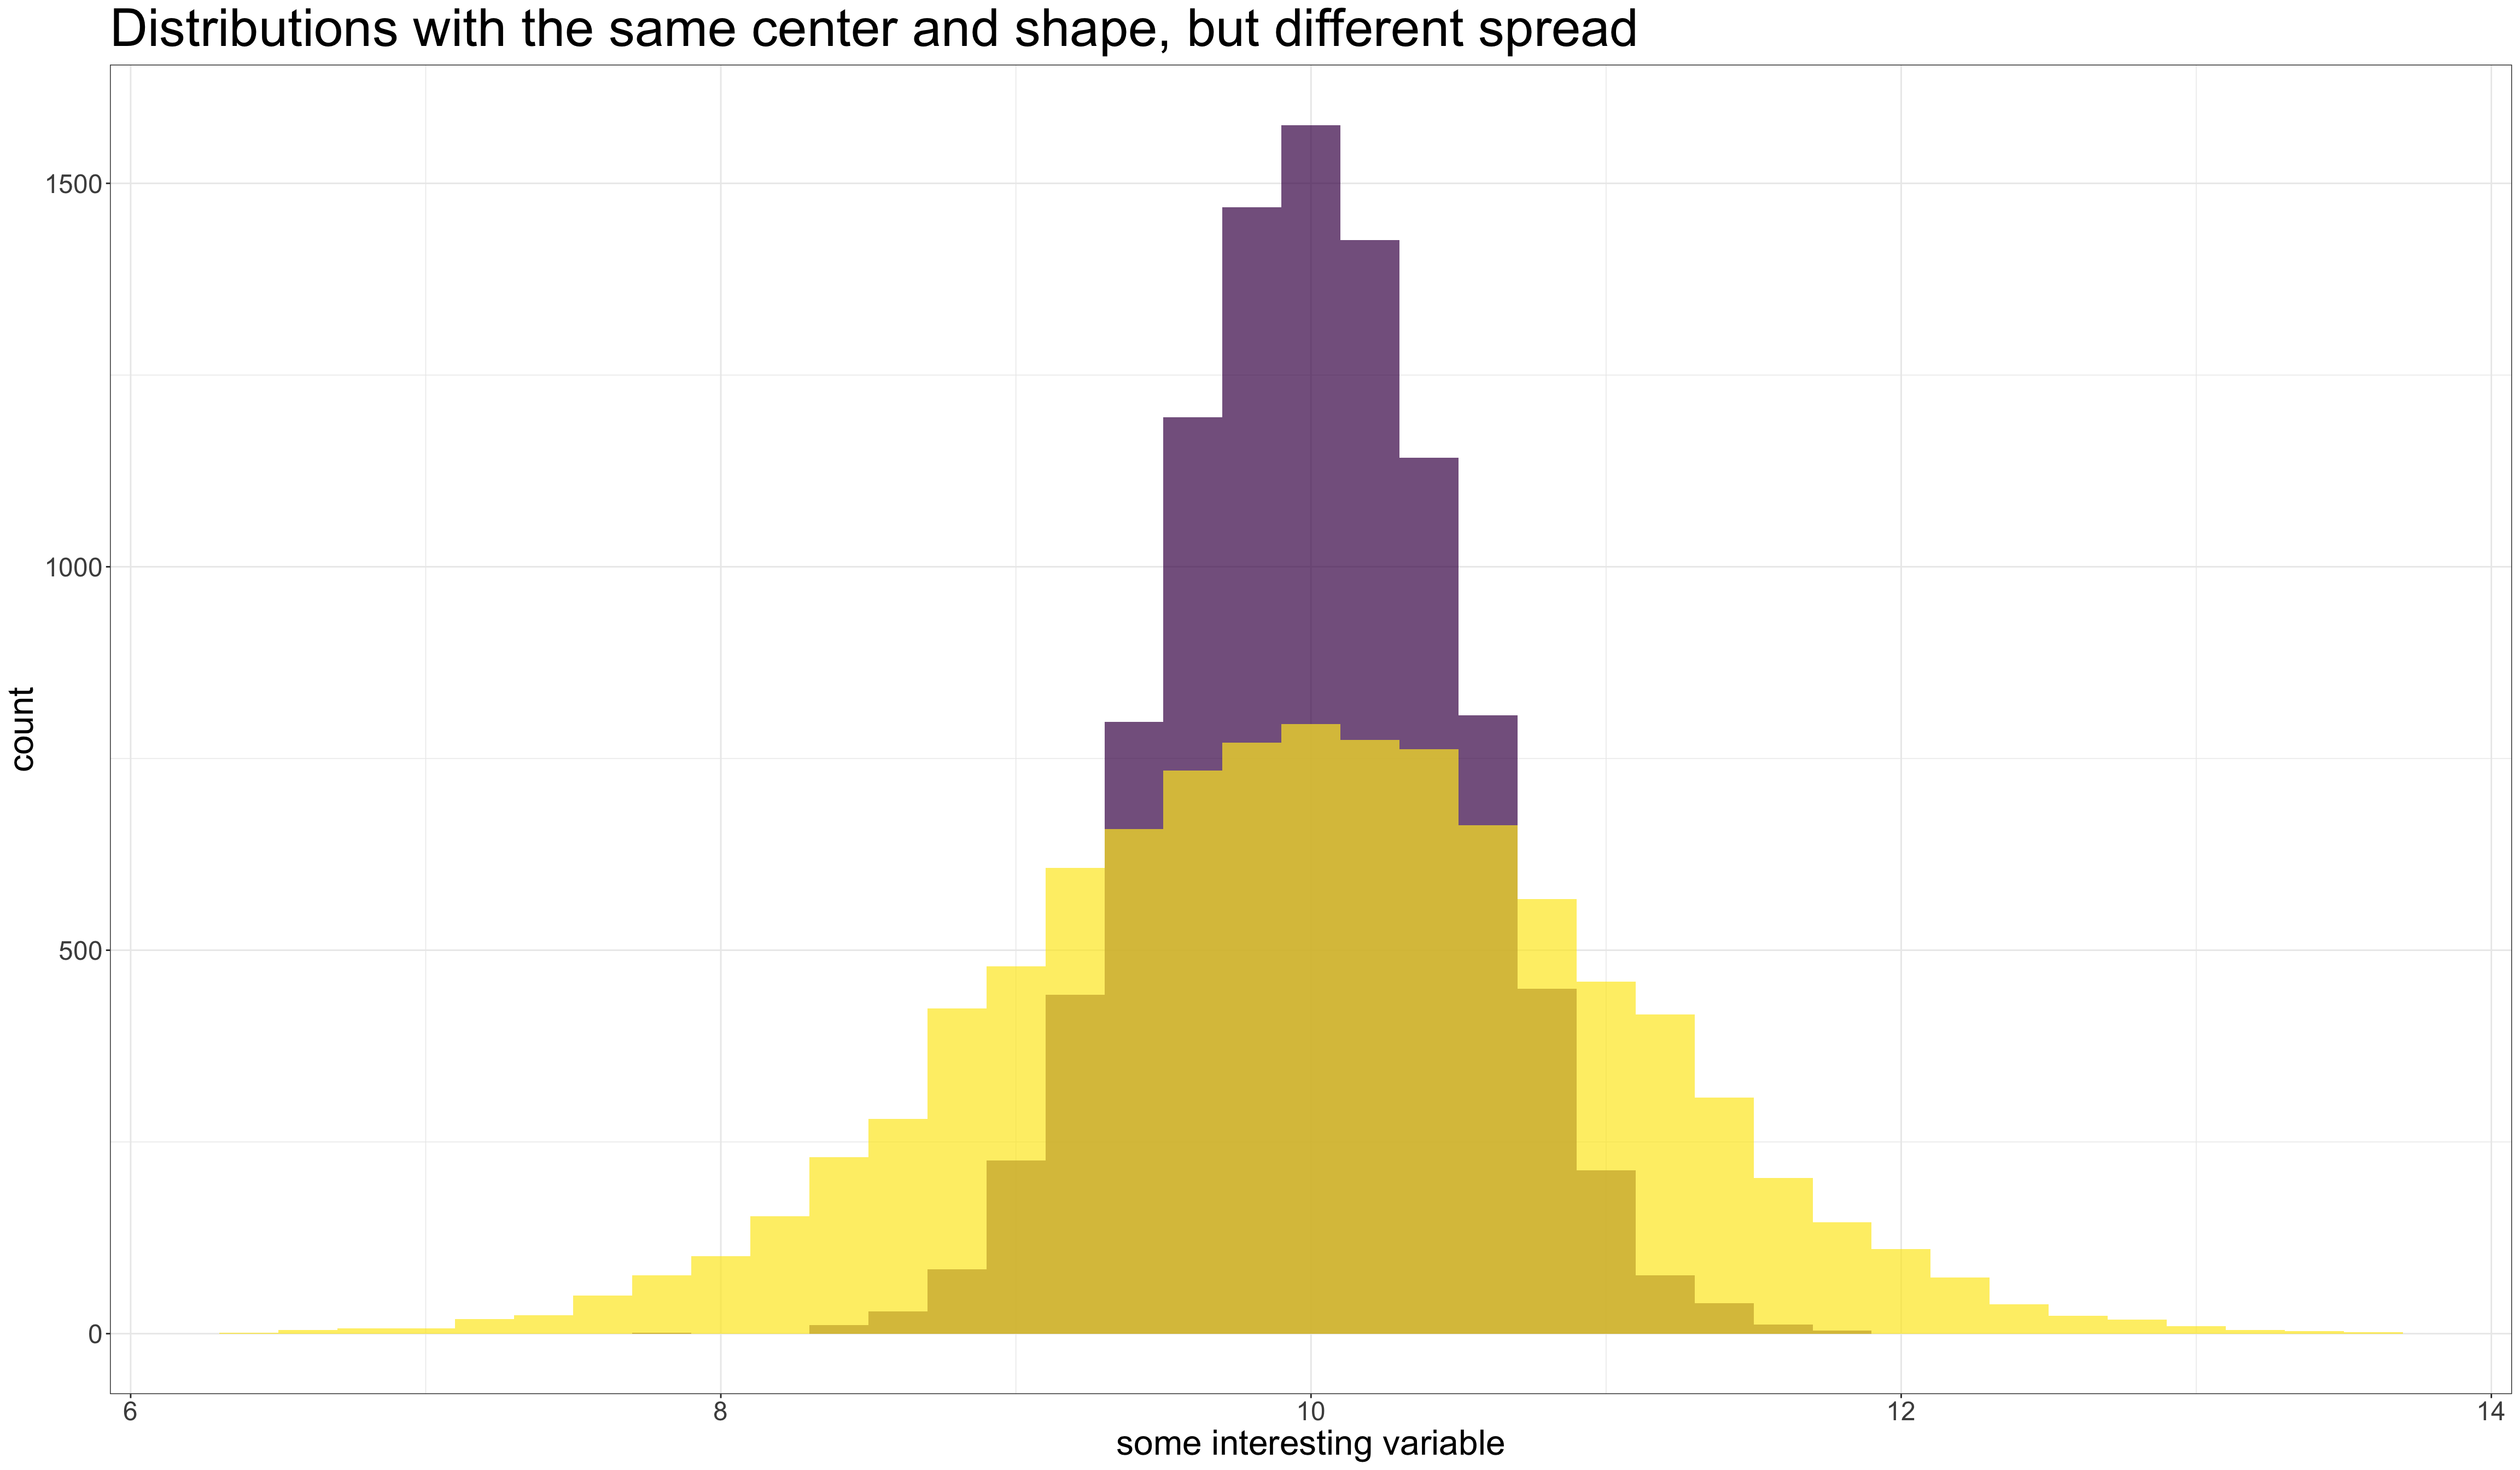 Distributions with the same center and shape, but different spread
1500
1000
500
0
count
6 8 10 12 14
some interesting variable